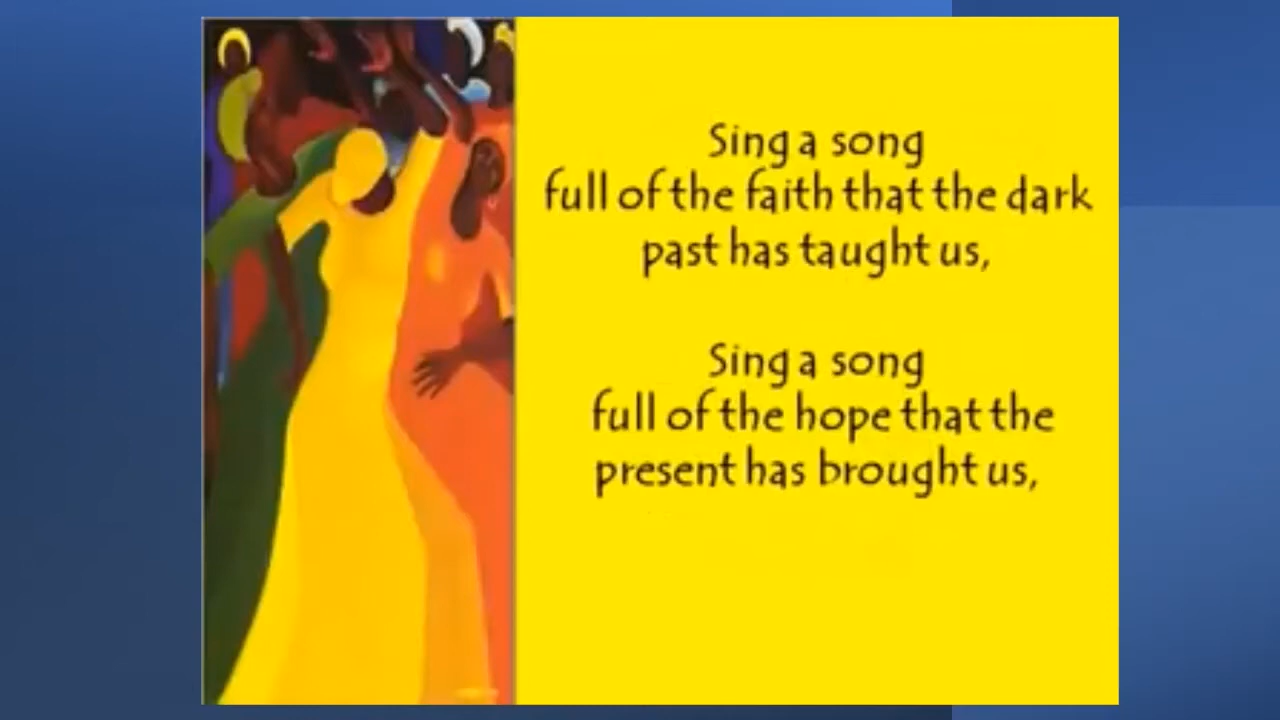 Sing a song
full of the faith that the dark
past has taught us,
Sing a song
full of the hope that the
present has brought us,